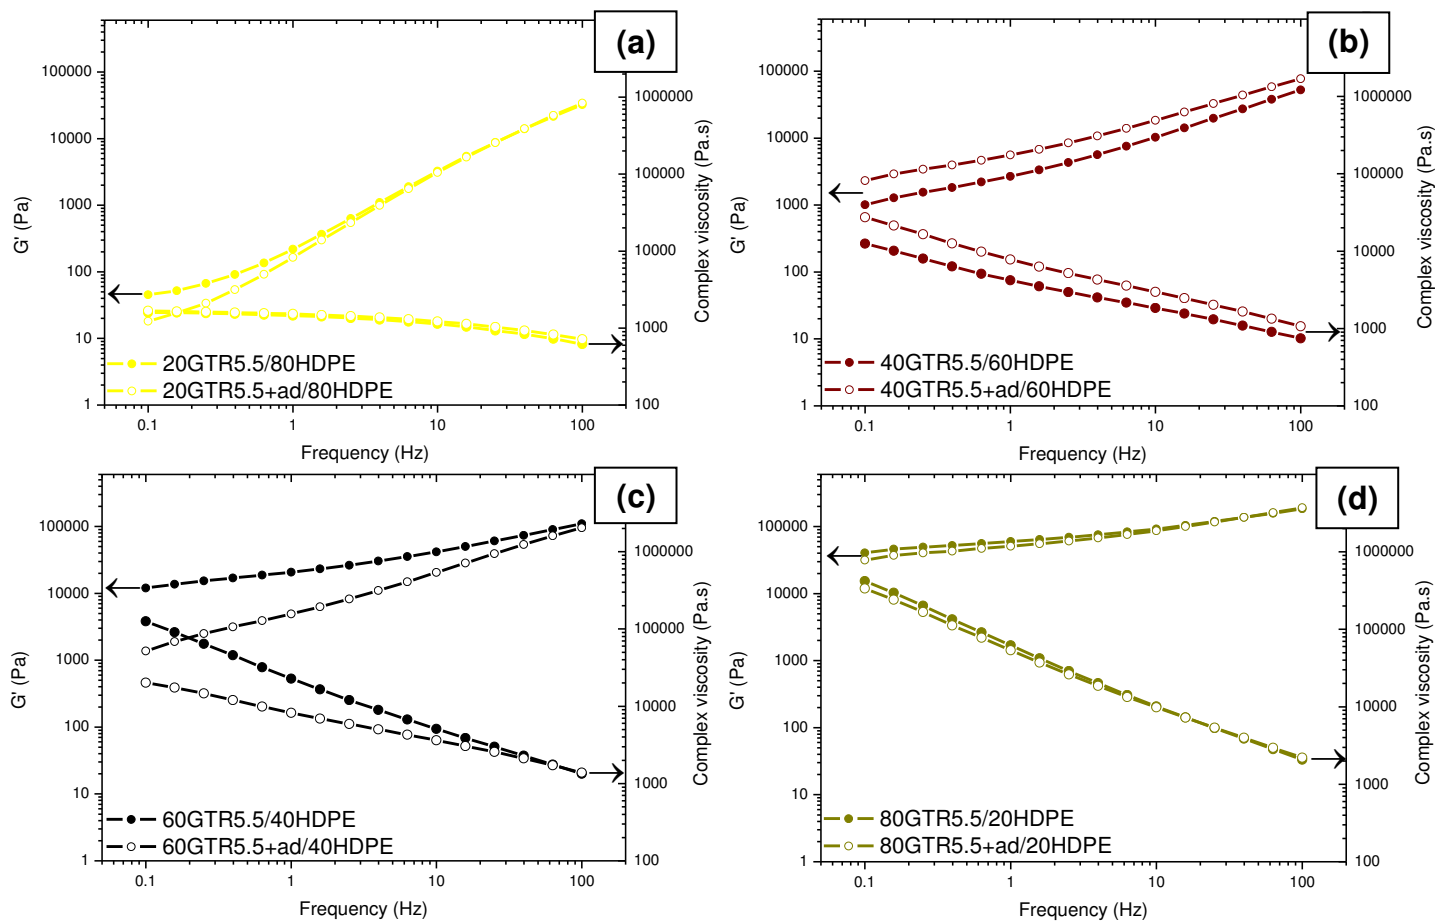 (a)
100000
10000
1000
100
10
1
G' (Pa)
1000000
100000
10000
1000
100
Complex viscosity (Pa.s)
20GTR5.5/80HDPE
20GTR5.5+ad/80HDPE
0.1
1
10
100
Frequency (Hz)
(b)
100000
10000
1000
100
10
1
G' (Pa)
1000000
100000
10000
1000
100
Complex viscosity (Pa.s)
40GTR5.5/60HDPE
40GTR5.5+ad/60HDPE
0.1
1
10
100
Frequency (Hz)
(c)
100000
10000
1000
100
10
1
G' (Pa)
1000000
100000
10000
1000
100
Complex viscosity (Pa.s)
60GTR5.5/40HDPE
60GTR5.5+ad/40HDPE
0.1
1
10
100
Frequency (Hz)
(d)
100000
10000
1000
100
10
1
G' (Pa)
1000000
100000
10000
1000
100
Complex viscosity (Pa.s)
80GTR5.5/20HDPE
80GTR5.5+ad/20HDPE
0.1
1
10
100
Frequency (Hz)